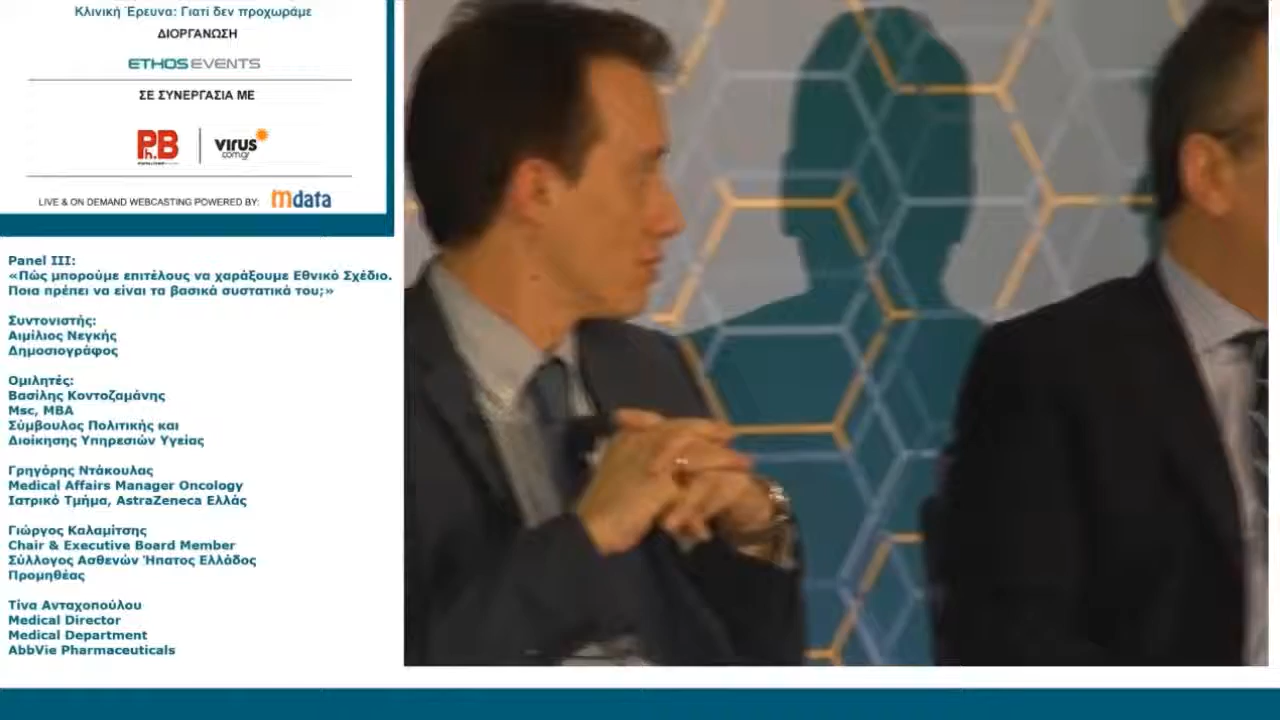 Κλινική Έρευνα: Γιατί δεν προχωράμε
ΔΙΟΡΓΑΝΩΣΗ
ETHOSEVENTS
ΣΕ ΣΥΝΕΡΓΑΣΙΑ ΜΕ
Ph.B
virus
com.gr
LIVE & ON DEMAND WEBCASTING POWERED BY: mdata
Panel III:
«Πώς μπορούμε επιτέλους να χαράξουμε Εθνικό Σχέδιο.
Ποια πρέπει να είναι τα βασικά συστατικά του;»
Συντονιστής:
Αιμίλιος Νεγκής
Δημοσιογράφος
Ομιλητές:
Βασίλης Κοντοζαμάνης
Msc, MBA
Σύμβουλος Πολιτικής και
Διοίκησης Υπηρεσιών Υγείας
Γρηγόρης Ντάκουλας
Medical Affairs Manager Oncology
Ιατρικό Τμήμα, AstraZeneca Ελλάς
Γιώργος Καλαμίτσης
Chair & Executive Board Member
Σύλλογος Ασθενών Ήπατος Ελλάδος
Προμηθέας
Τίνα Ανταχοπούλου
Medical Director
Medical Department
AbbVie Pharmaceuticals